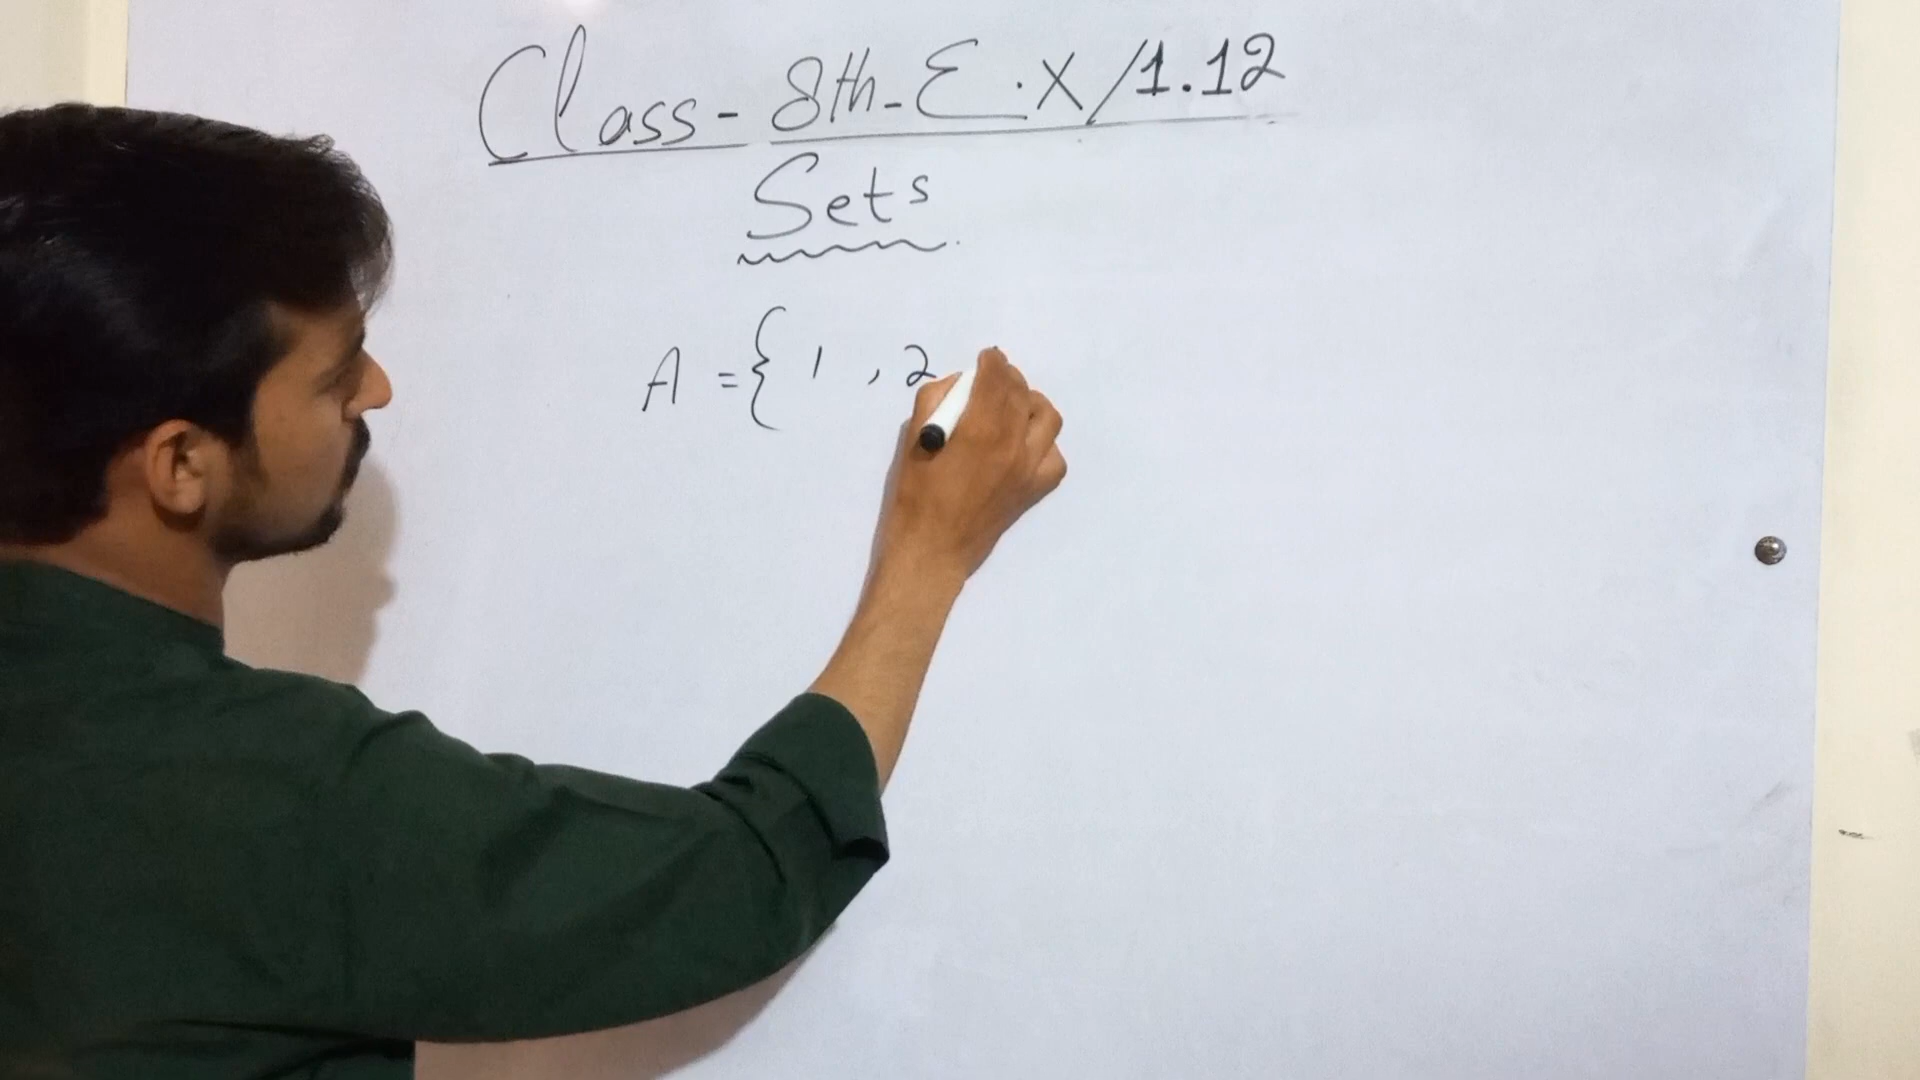 Class-8th-E.X/1.12
Sets
A = { 1 , 2